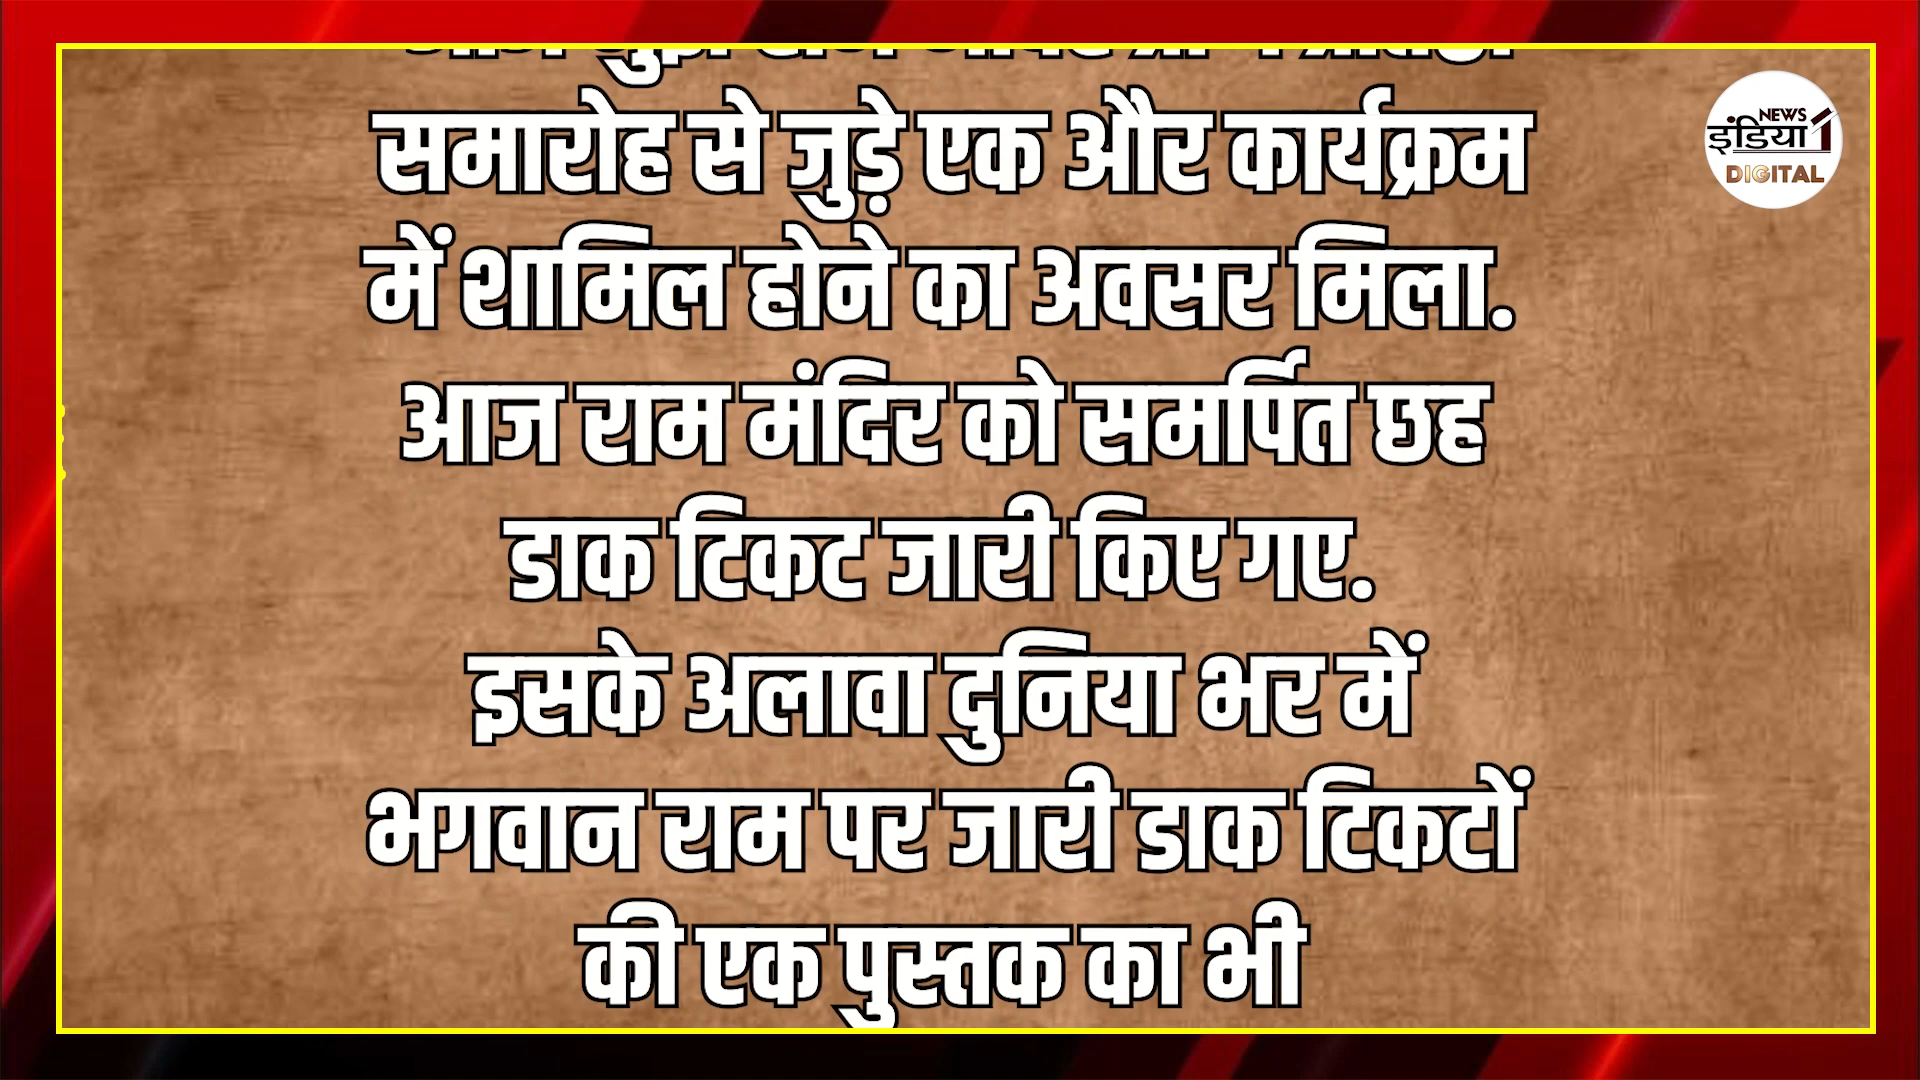 समारोह से जुड़े एक और कार्यक्रम
में शामिल होने का अवसर मिला.
आज राम मंदिर को समर्पित छह
डाक टिकट जारी किए गए.
इसके अलावा दुनिया भर में
भगवान राम पर जारी डाक टिकटों
की एक पुस्तक का भी
NEWS
इंडिया 1
DIGITAL